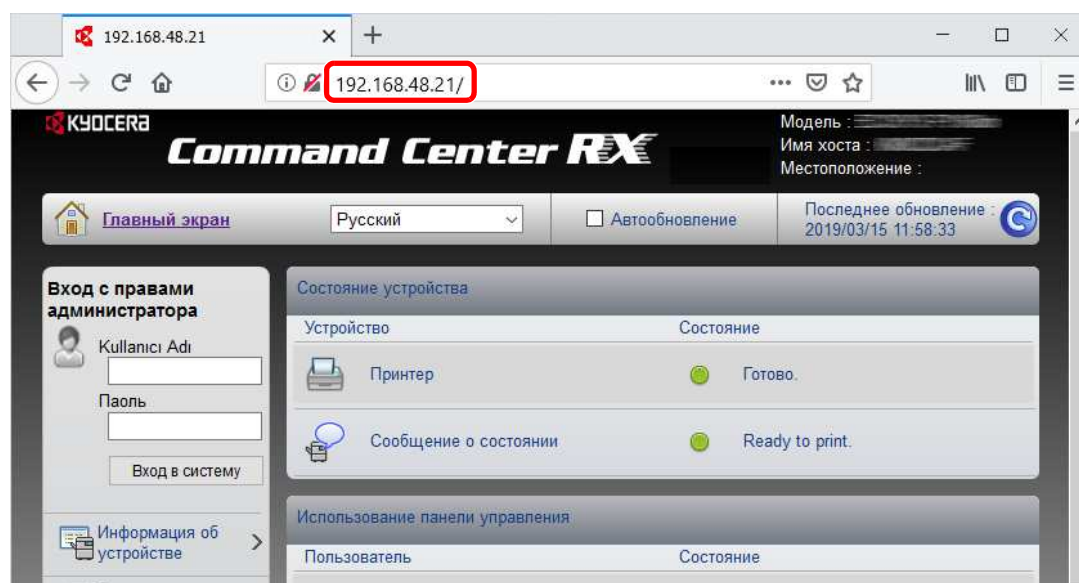 192.168.48.21
192.168.48.21/
KYOCERA
Command Center RX
Модель :
Имя хоста :
Местоположение :
Главный экран
Русский
Автообновление
Последнее обновление :
2019/03/15 11:58:33
Вход с правами
администратора
Kullanıcı Adı
Паоль
Вход в систему
Информация об
устройстве
Состояние устройства
Устройство Состояние
Принтер Готово.
Сообщение о состоянии Ready to print.
Использование панели управления
Пользователь Состояние